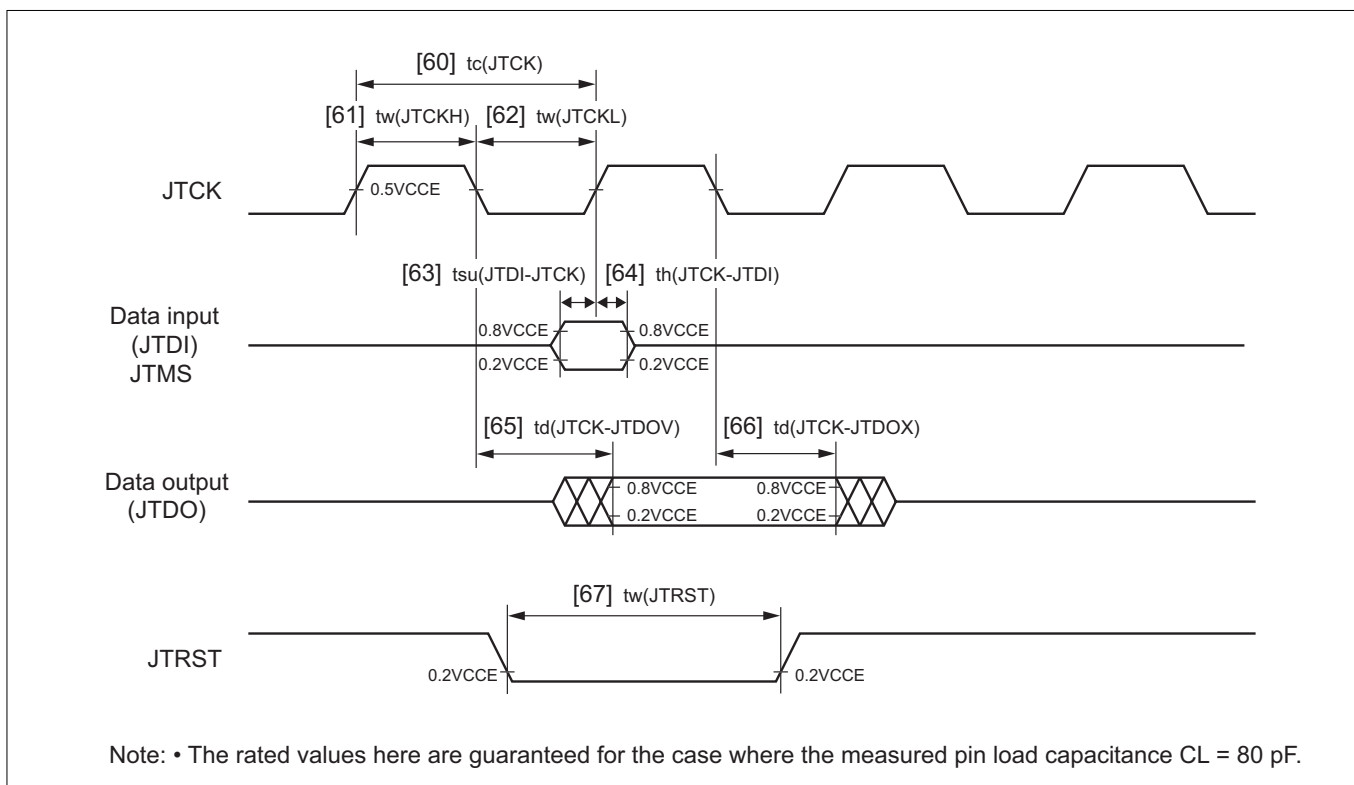 [60] tc(JTCK)
[61] tw(JTCKH) [62] tw(JTCKL)
JTCK
0.5VCCE
[63] tsu(JTDI-JTCK) [64] th(JTCK-JTDI)
Data input
(JTDI)
JTMS
0.8VCCE 0.8VCCE
0.2VCCE 0.2VCCE
[65] td(JTCK-JTDOV) [66] td(JTCK-JTDOX)
Data output
(JTDO)
0.8VCCE 0.8VCCE
0.2VCCE 0.2VCCE
[67] tw(JTRST)
JTRST
0.2VCCE 0.2VCCE
Note: • The rated values here are guaranteed for the case where the measured pin load capacitance CL = 80 pF.